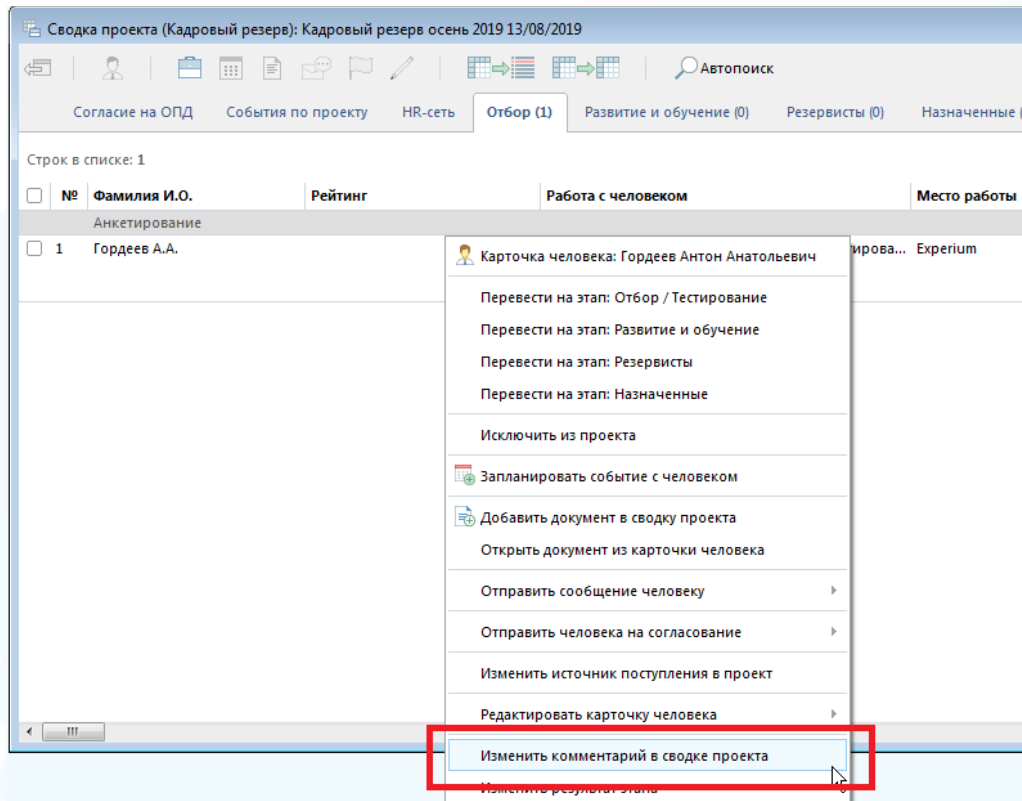 Сводка проекта (Кадровый резерв): Кадровый резерв осень 2019 13/08/2019
Автопоиск
Согласие на ОПД События по проекту HR-сеть Отбор (1) Развитие и обучение (0) Резервисты (0) Назначенные (
Строк в списке: 1
№ Фамилия И.О. Рейтинг Работа с человеком Место работы
Анкетирование
1 Гордеев А.А. тирова... Experium
Карточка человека: Гордеев Антон Анатольевич
Перевести на этап: Отбор / Тестирование
Перевести на этап: Развитие и обучение
Перевести на этап: Резервисты
Перевести на этап: Назначенные
Исключить из проекта
Запланировать событие с человеком
Добавить документ в сводку проекта
Открыть документ из карточки человека
Отправить сообщение человеку
Отправить человека на согласование
Изменить источник поступления в проект
Редактировать карточку человека
Изменить комментарий в сводке проекта
Изменить результат этапа